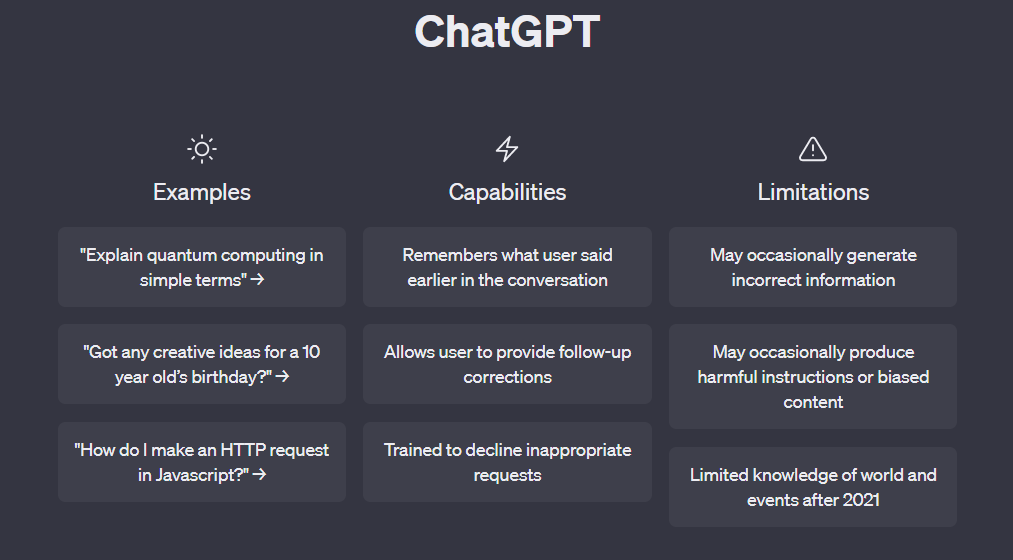 ChatGPT
Examples
"Explain quantum computing in
simple terms" →
"Got any creative ideas for a 10
year old’s birthday?" →
"How do I make an HTTP request
in Javascript?" →
Capabilities
Remembers what user said
earlier in the conversation
Allows user to provide follow-up
corrections
Trained to decline inappropriate
requests
Limitations
May occasionally generate
incorrect information
May occasionally produce
harmful instructions or biased
content
Limited knowledge of world and
events after 2021